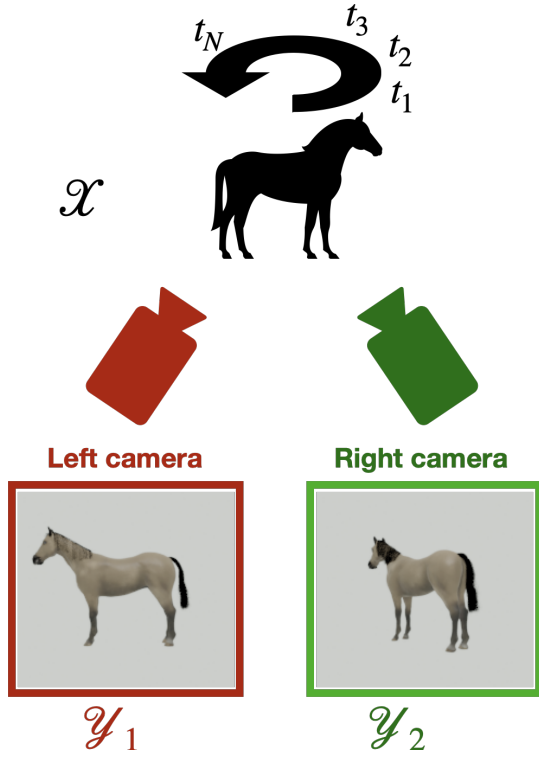 t_3
t_N
t_2
t_1
𝒳
Left camera
Right camera
𝒴_1
𝒴_2